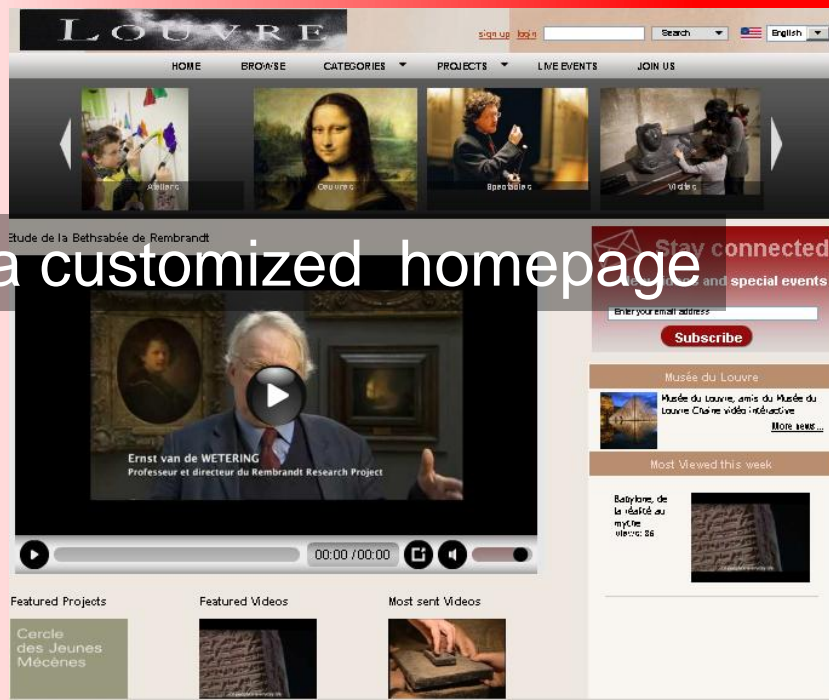 LOUVRE
sign up login Search English
HOME BROWSE CATEGORIES PROJECTS LIVE EVENTS JOIN US
Ateliers Oeuvres Spectacles Visites
Etude de la Bethsabée de Rembrandt
a customized homepage
Stay connected
and special events
Enter your email address
Subscribe
Musée du Louvre
Musée du Louvre, amis du Musée du
Louvre Chaine vidéo intéractive
More news...
Ernst van de WETERING
Professeur et directeur du Rembrandt Research Project
Most Viewed this week
Babylone, de
la réalité au
mythe
views: 86
00:00 / 00:00
Featured Projects Featured Videos Most sent Videos
Cercle
des Jeunes
Mécènes